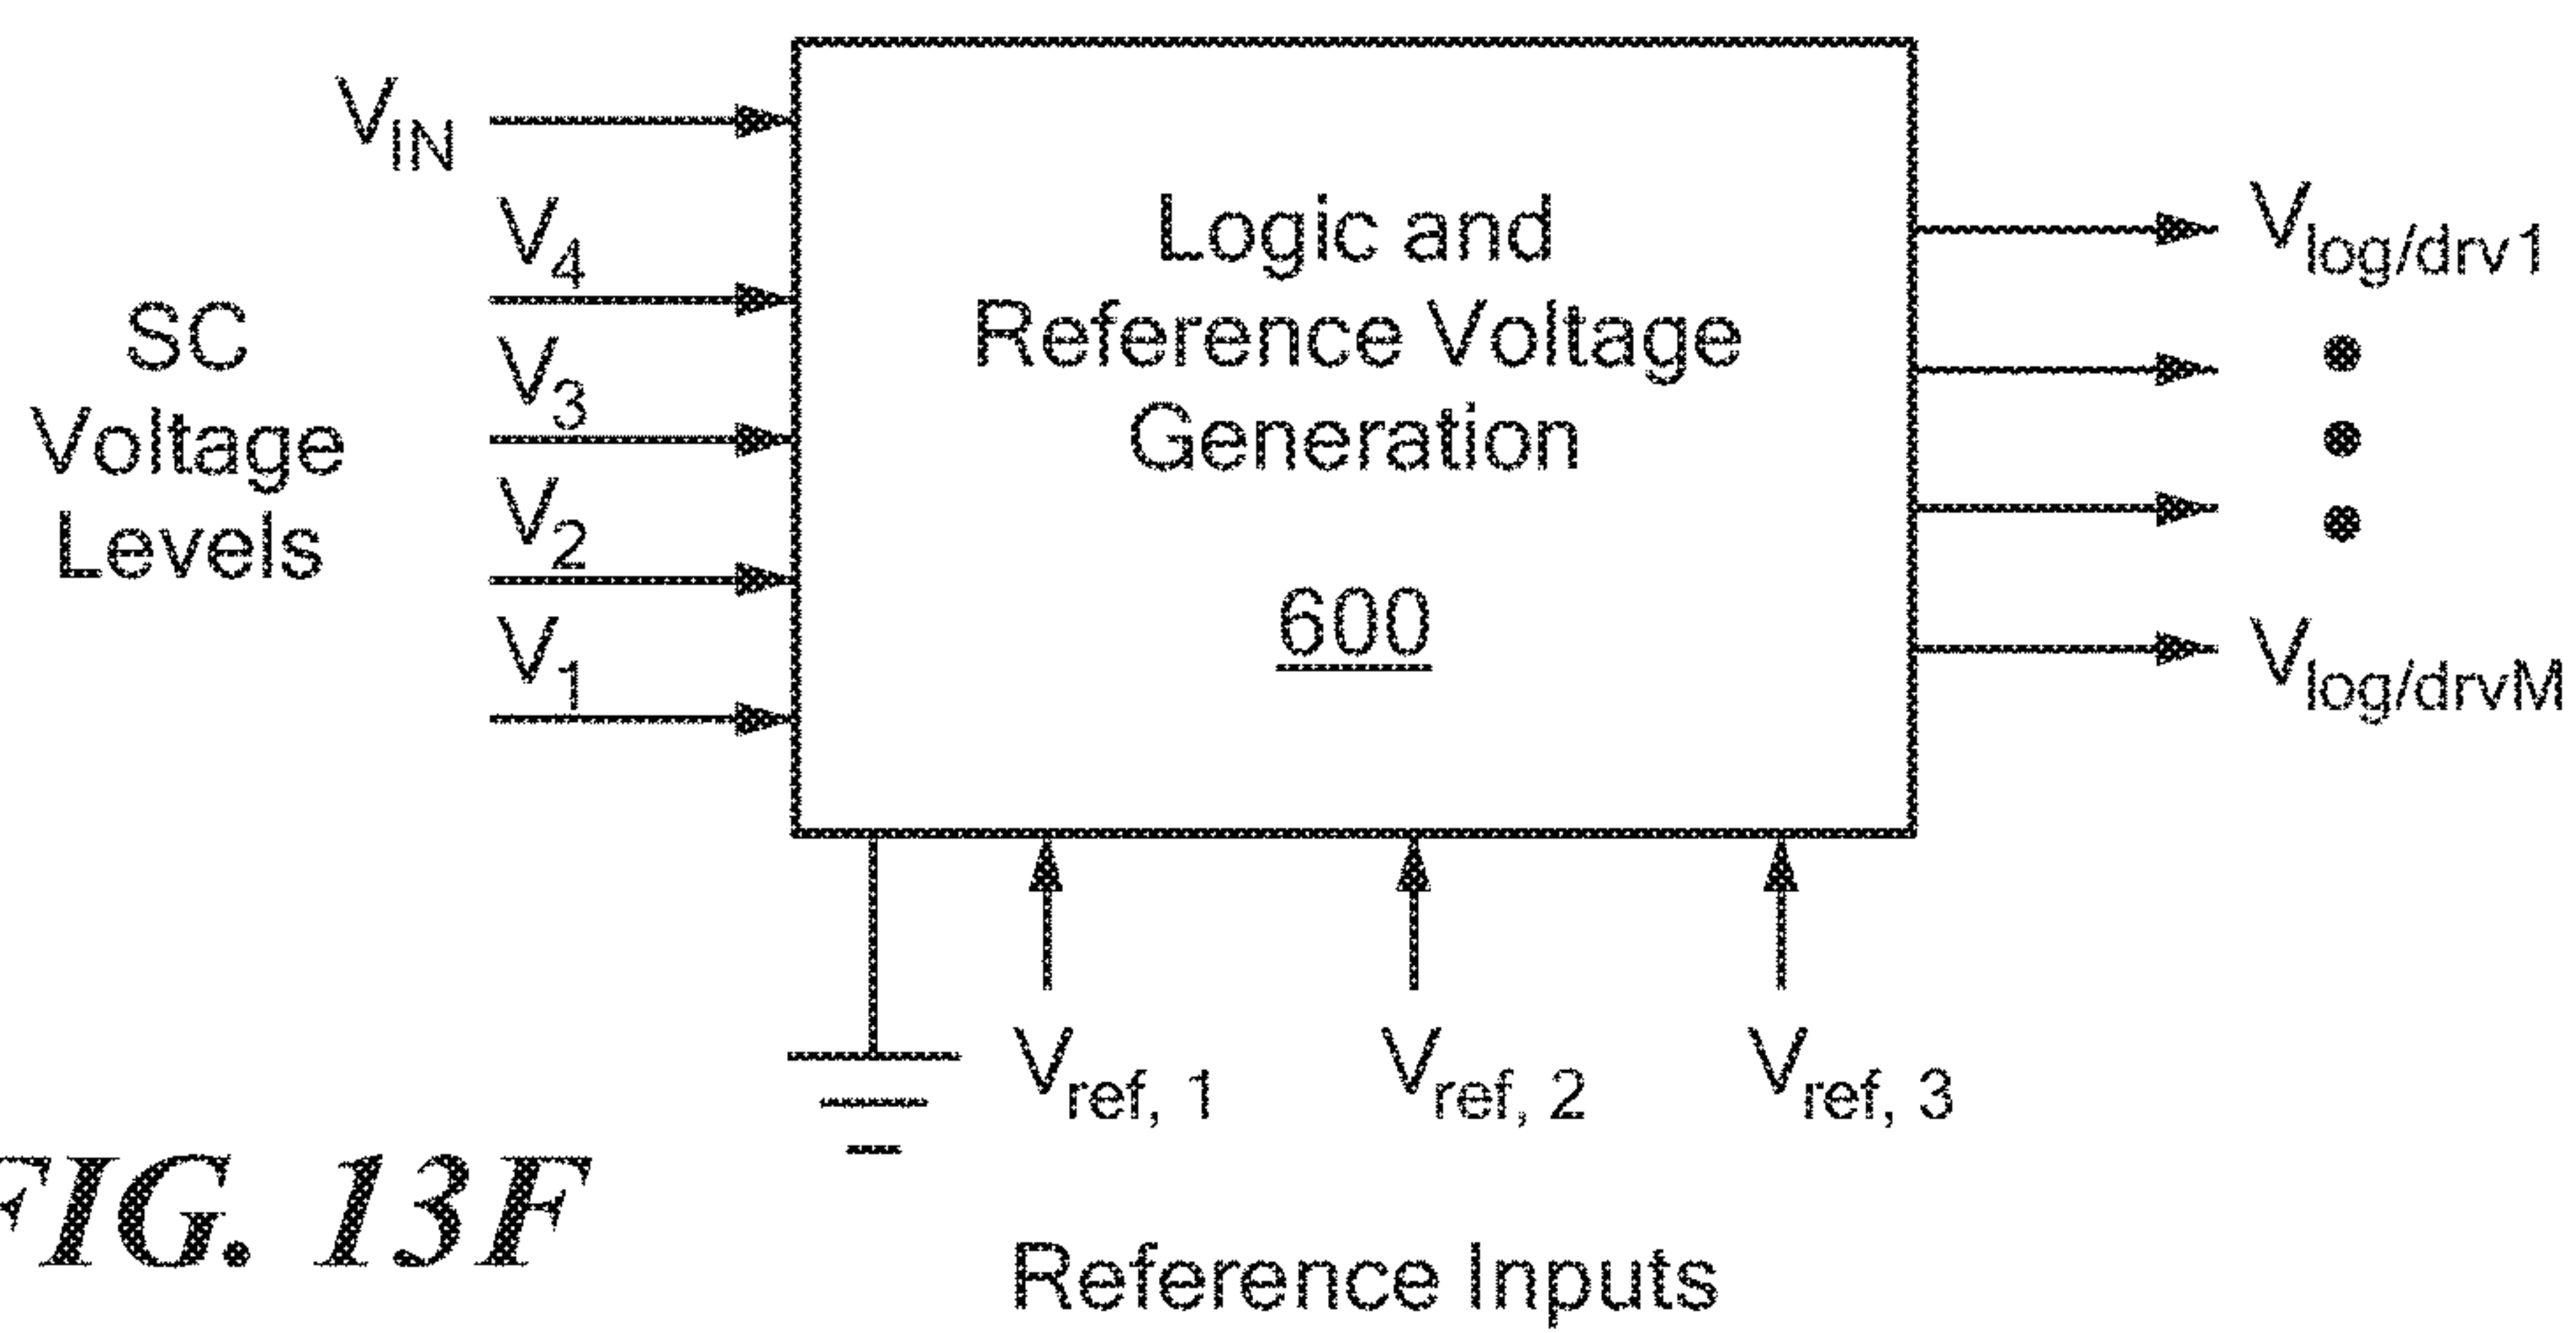 V_IN
V_4
V_3
V_2
V_1
SC
Voltage
Levels
Logic and
Reference Voltage
Generation
600
V_log/drv1
V_log/drvM
V_ref, 1
V_ref, 2
V_ref, 3
Reference Inputs
FIG. 13F